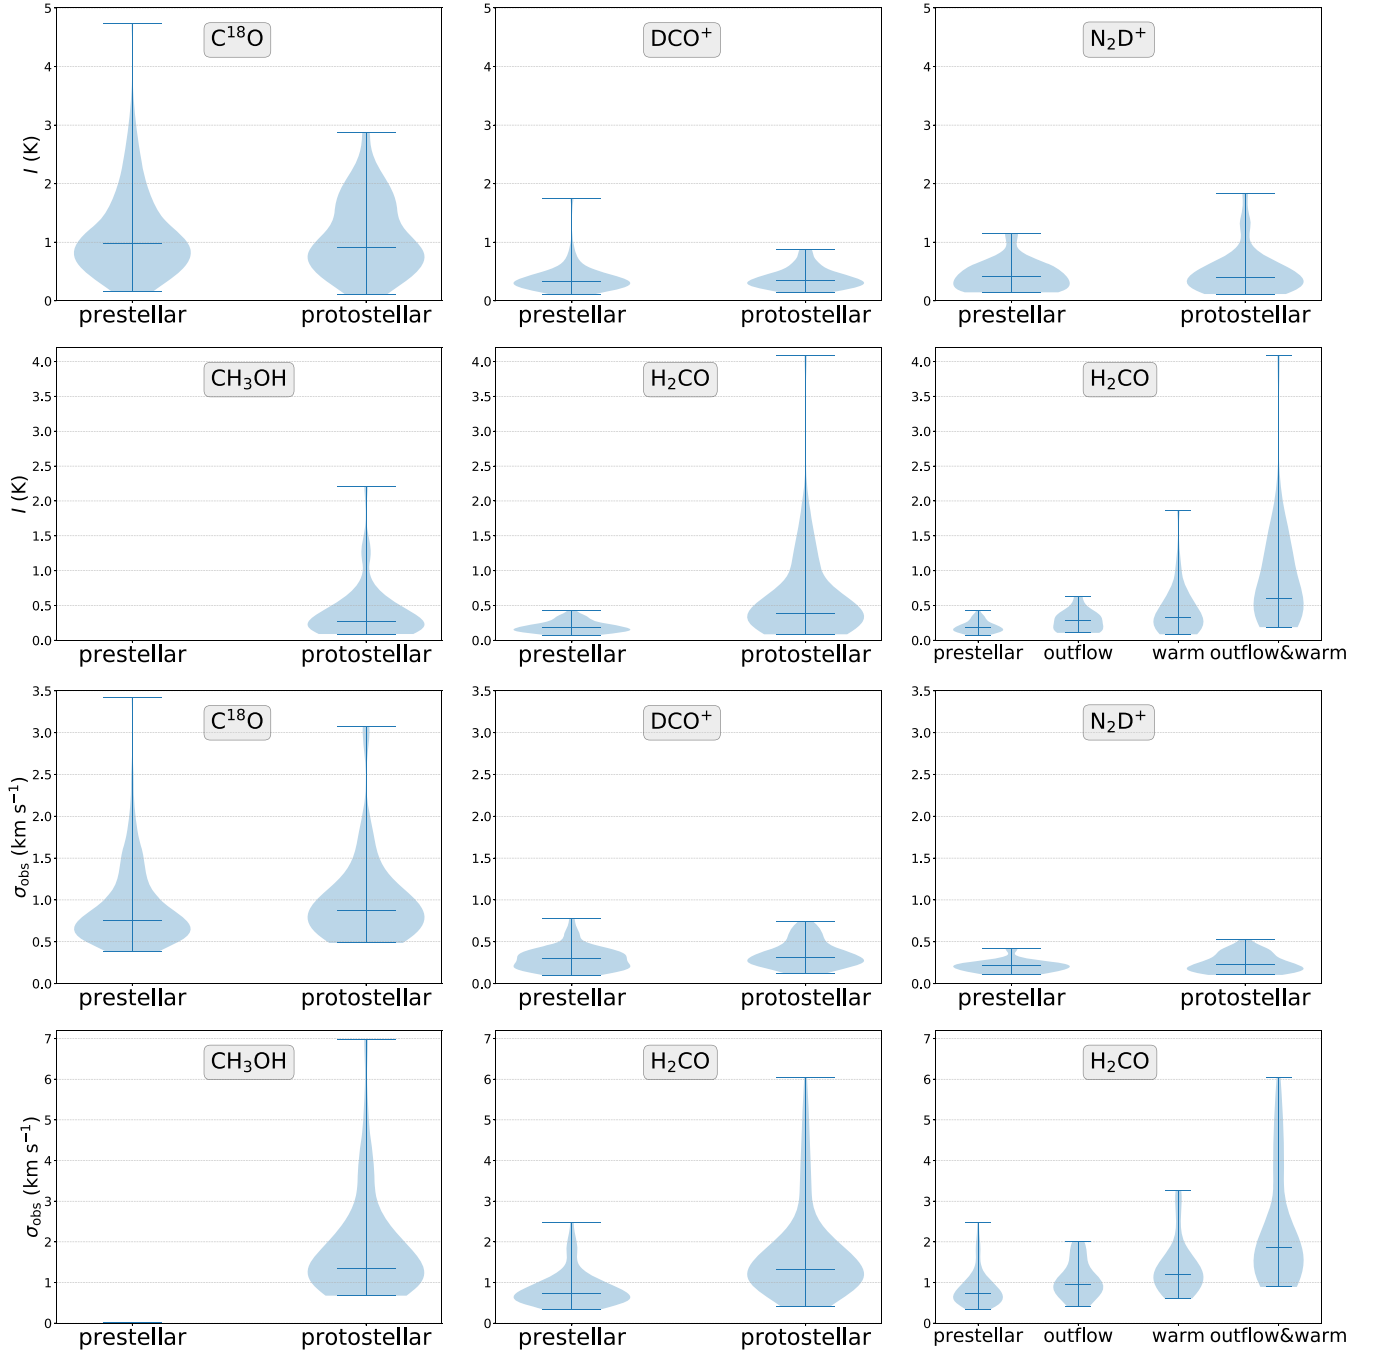 C¹⁸O
DCO⁺
N₂D⁺
I (K)
5
4
3
2
1
0
prestellar
protostellar
5
4
3
2
1
0
prestellar
protostellar
5
4
3
2
1
0
prestellar
protostellar
CH₃OH
H₂CO
H₂CO
I (K)
4.0
3.5
3.0
2.5
2.0
1.5
1.0
0.5
0.0
prestellar
protostellar
4.0
3.5
3.0
2.5
2.0
1.5
1.0
0.5
0.0
prestellar
protostellar
4.0
3.5
3.0
2.5
2.0
1.5
1.0
0.5
0.0
prestellar
outflow
warm
outflow&warm
C¹⁸O
DCO⁺
N₂D⁺
σobs (km s⁻¹)
3.5
3.0
2.5
2.0
1.5
1.0
0.5
0.0
prestellar
protostellar
3.5
3.0
2.5
2.0
1.5
1.0
0.5
0.0
prestellar
protostellar
3.5
3.0
2.5
2.0
1.5
1.0
0.5
0.0
prestellar
protostellar
CH₃OH
H₂CO
H₂CO
σobs (km s⁻¹)
7
6
5
4
3
2
1
0
prestellar
protostellar
7
6
5
4
3
2
1
0
prestellar
protostellar
7
6
5
4
3
2
1
0
prestellar
outflow
warm
outflow&warm